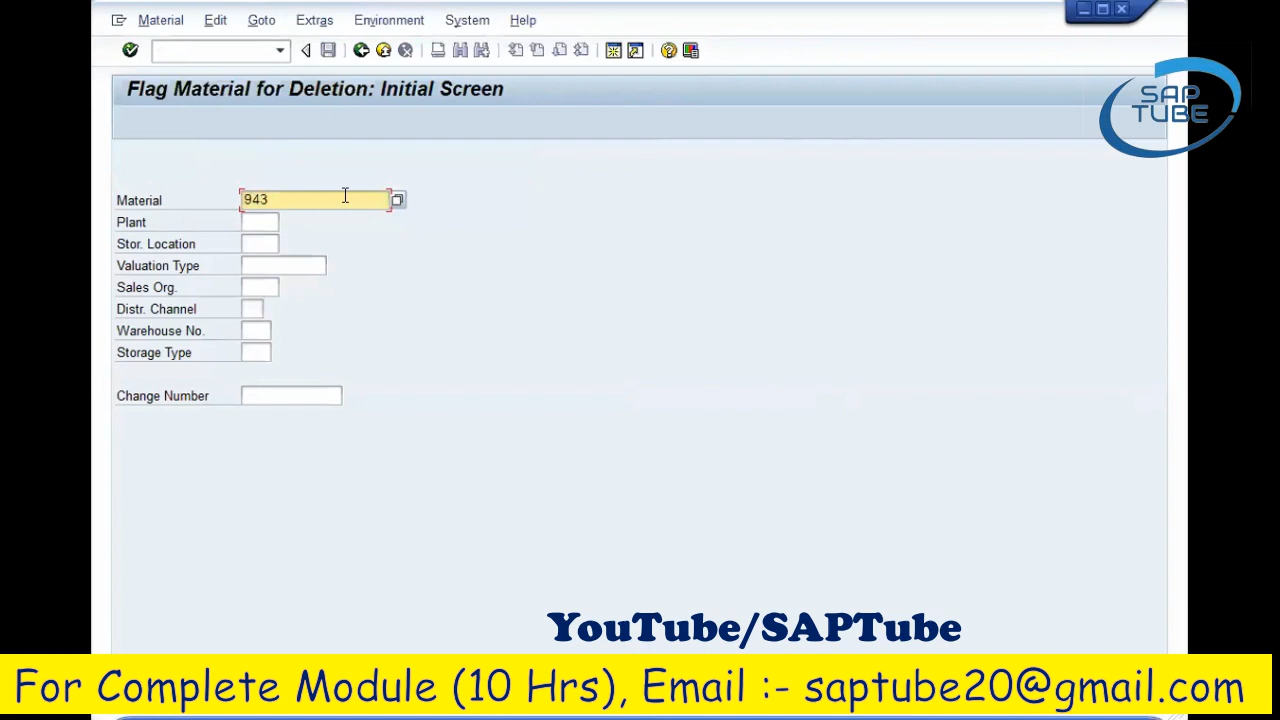 Material Edit Goto Extras Environment System Help
Flag Material for Deletion: Initial Screen
SAP
TUBE
Material 943
Plant
Stor. Location
Valuation Type
Sales Org.
Distr. Channel
Warehouse No.
Storage Type
Change Number
YouTube/SAPTube
For Complete Module (10 Hrs), Email :- saptube20@gmail.com